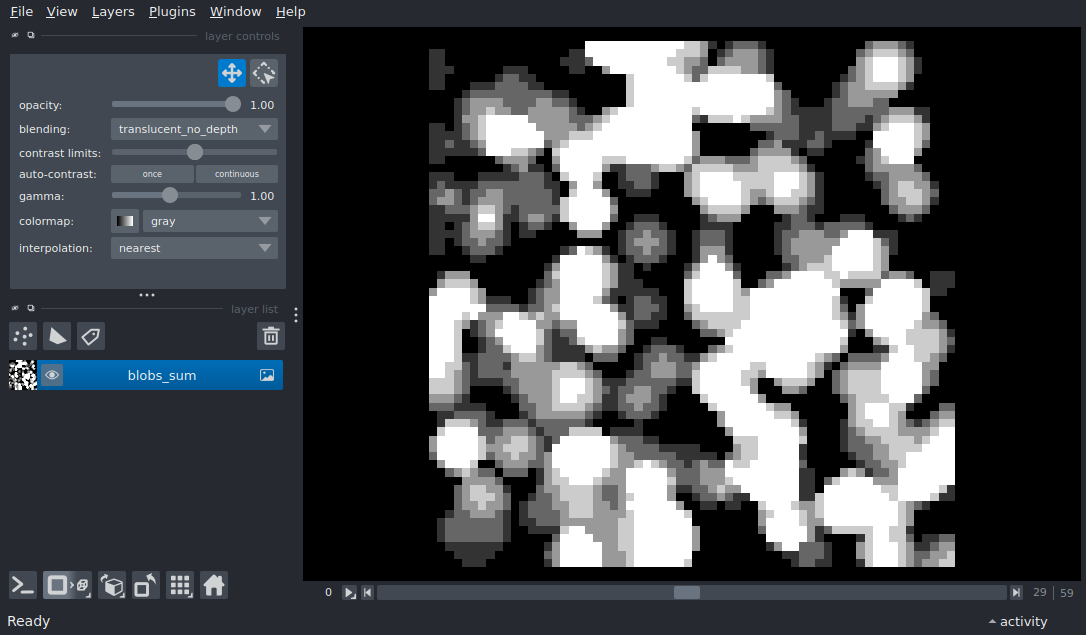 File View Layers Plugins Window Help
layer controls
opacity: 1.00
blending: translucent_no_depth
contrast limits:
auto-contrast: once continuous
gamma: 1.00
colormap: gray
interpolation: nearest
layer list
blobs_sum
0 29 | 59
Ready activity